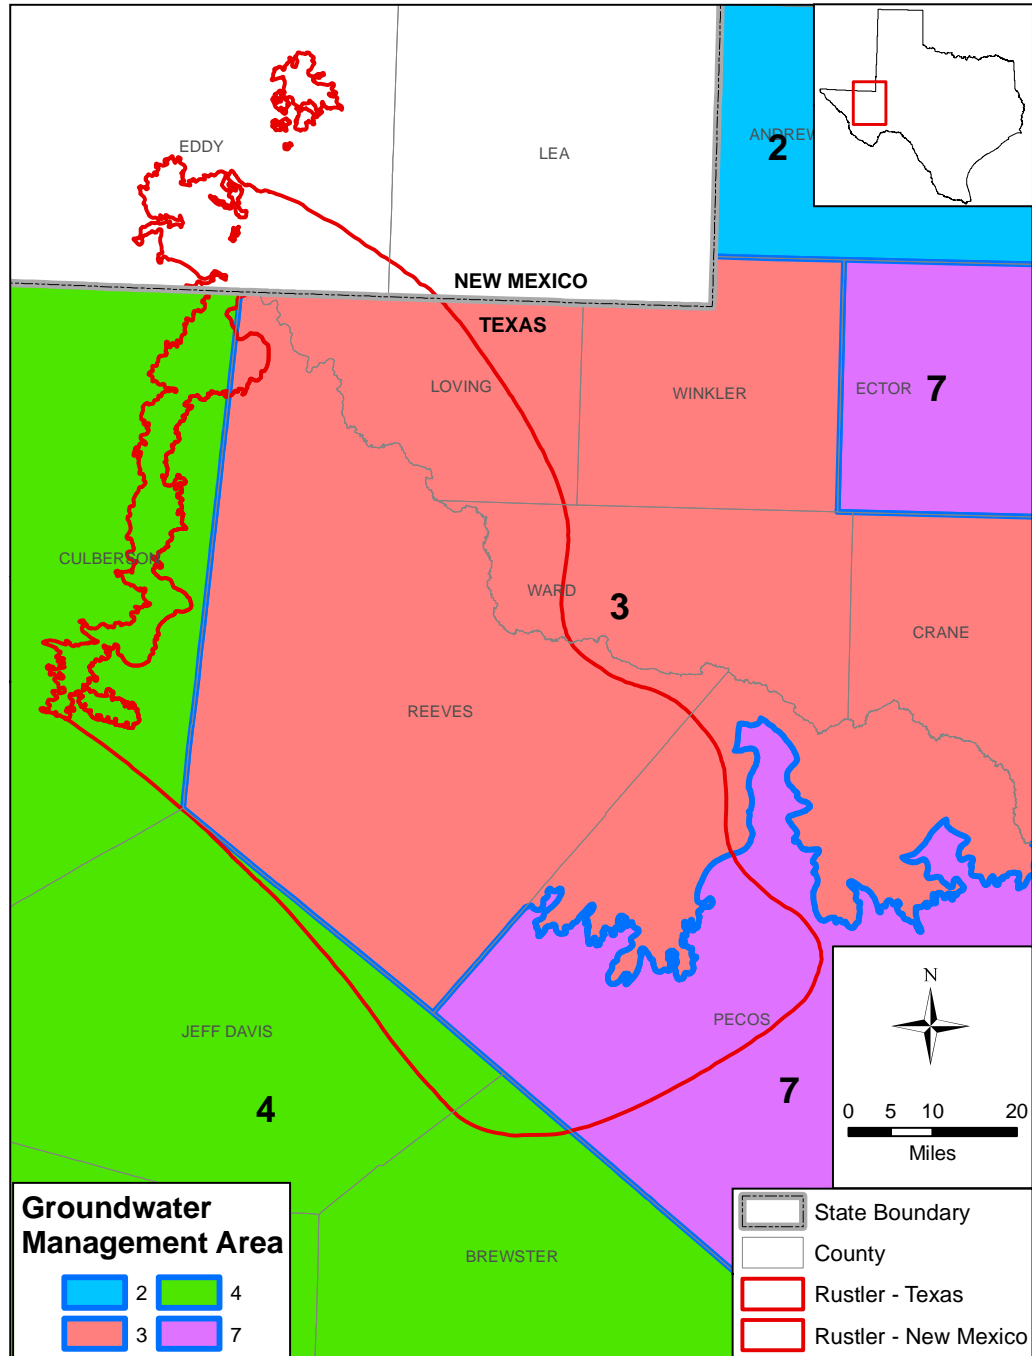 EDDY
LEA
ANDREW
2
NEW MEXICO
TEXAS
LOVING
WINKLER
ECTOR
7
CULBERSON
WARD
3
CRANE
REEVES
JEFF DAVIS
PECOS
4
7
BREWSTER
N
0 5 10 20
Miles
Groundwater
Management Area
2 4
3 7
State Boundary
County
Rustler - Texas
Rustler - New Mexico